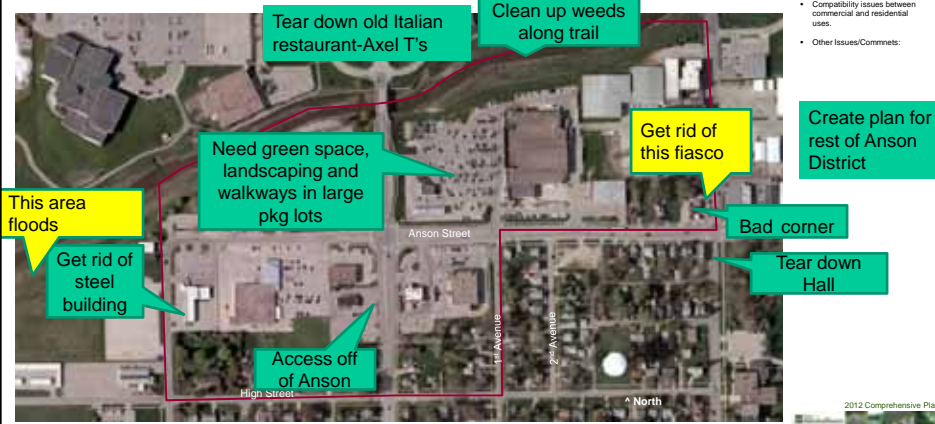 Tear down old Italian
restaurant-Axel T's
Clean up weeds
along trail
• Compatibility issues between
commercial and residential
uses.
• Other Issues/Commnets:
Need green space,
landscaping and
walkways in large
pkg lots
Get rid of
this fiasco
Create plan for
rest of Anson
District
This area
floods
Get rid of
steel
building
Anson Street
Bad corner
Tear down
Hall
Access off
of Anson
1st Avenue
2nd Avenue
High Street
^ North
2012 Comprehensive Pla